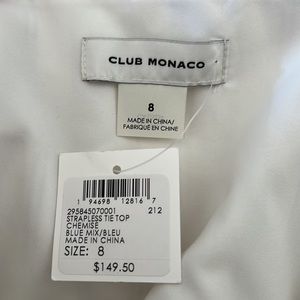 CLUB MONACO
8
MADE IN CHINA/
FABRIQUÉ EN CHINE
1 94698 12816 7
295845070001 212
STRAPLESS TIE TOP
CHEMISE
BLUE MIX/BLEU
MADE IN CHINA
SIZE: 8
$149.50